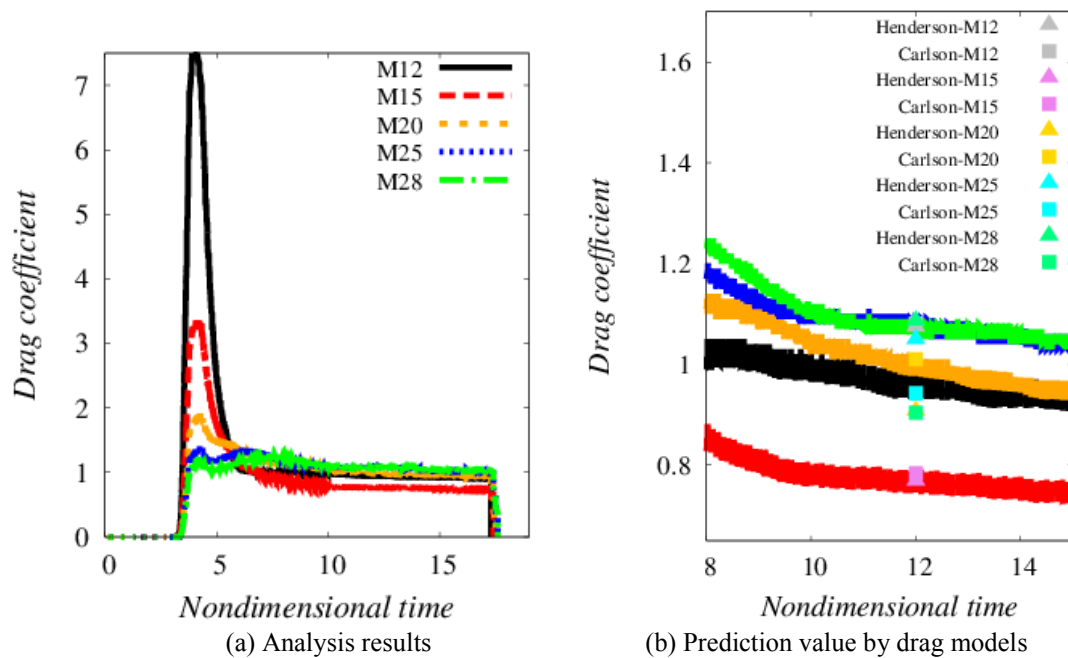 7
6
5
4
3
2
1
0
Drag coefficient
M12
M15
M20
M25
M28
0 5 10 15
Nondimensional time
(a) Analysis results
1.6
1.4
1.2
1
0.8
Drag coefficient
Henderson-M12
Carlson-M12
Henderson-M15
Carlson-M15
Henderson-M20
Carlson-M20
Henderson-M25
Carlson-M25
Henderson-M28
Carlson-M28
8 10 12 14
Nondimensional time
(b) Prediction value by drag models